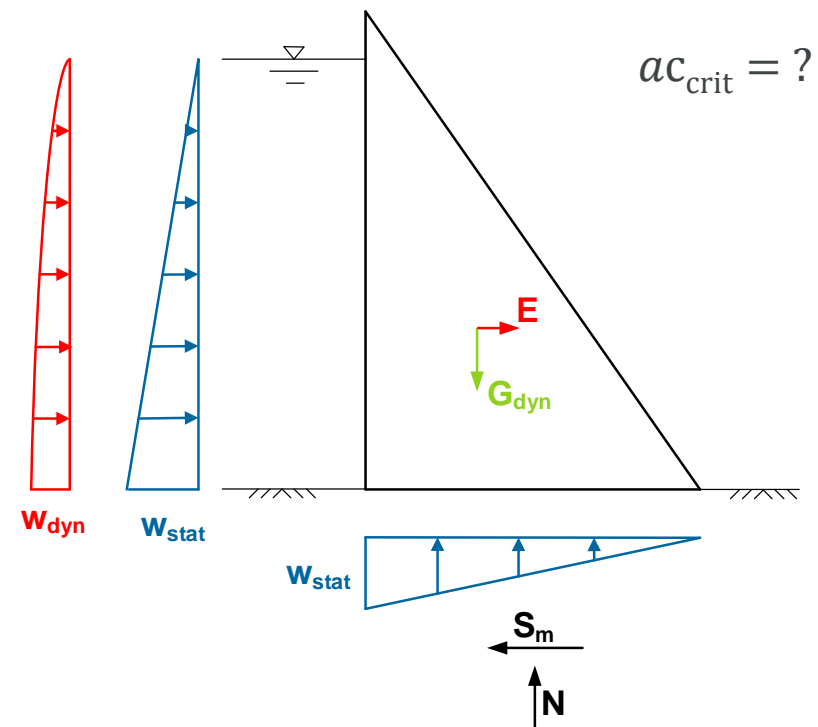 ac_crit = ?
E
G_dyn
w_dyn
w_stat
w_stat
S_m
N